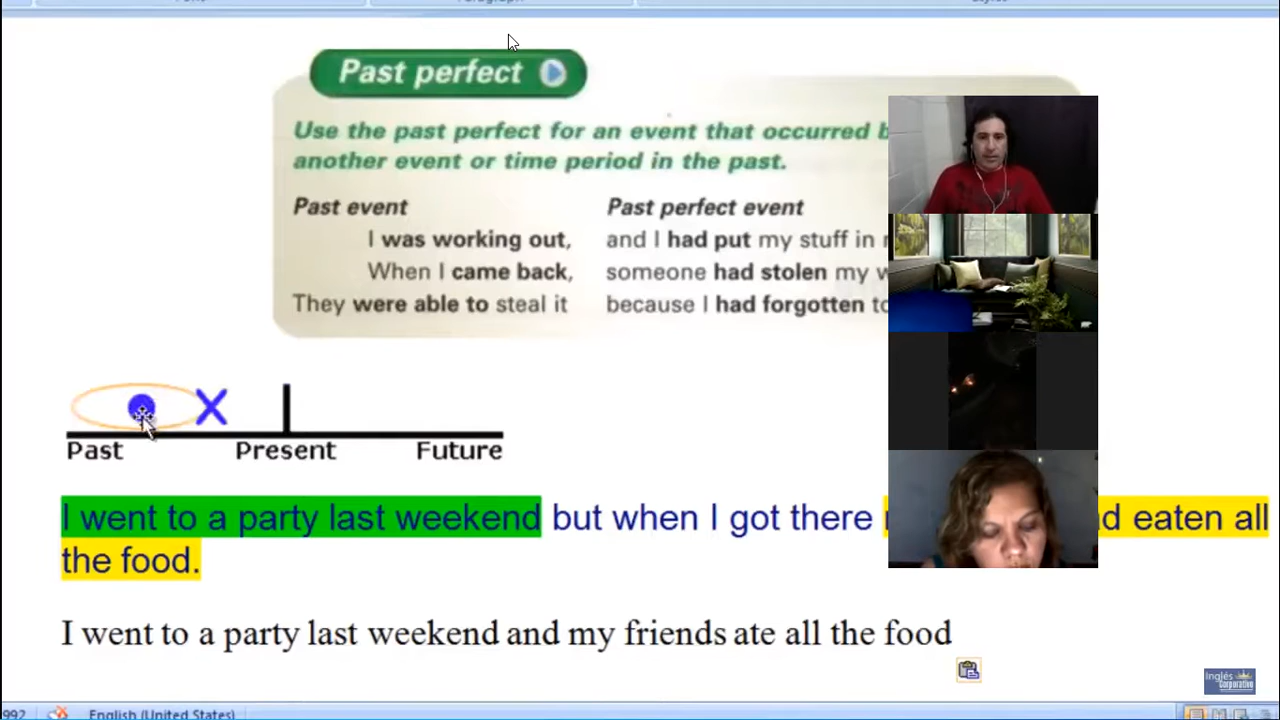 Past perfect
Use the past perfect for an event that occurred
another event or time period in the past.
Past event Past perfect event
I was working out, and I had put my stuff in
When I came back, someone had stolen my
They were able to steal it because I had forgotten
Past Present Future
I went to a party last weekend but when I got there eaten all
the food.
I went to a party last weekend and my friends ate all the food
Inglés
Corporativo
992 English (United States)